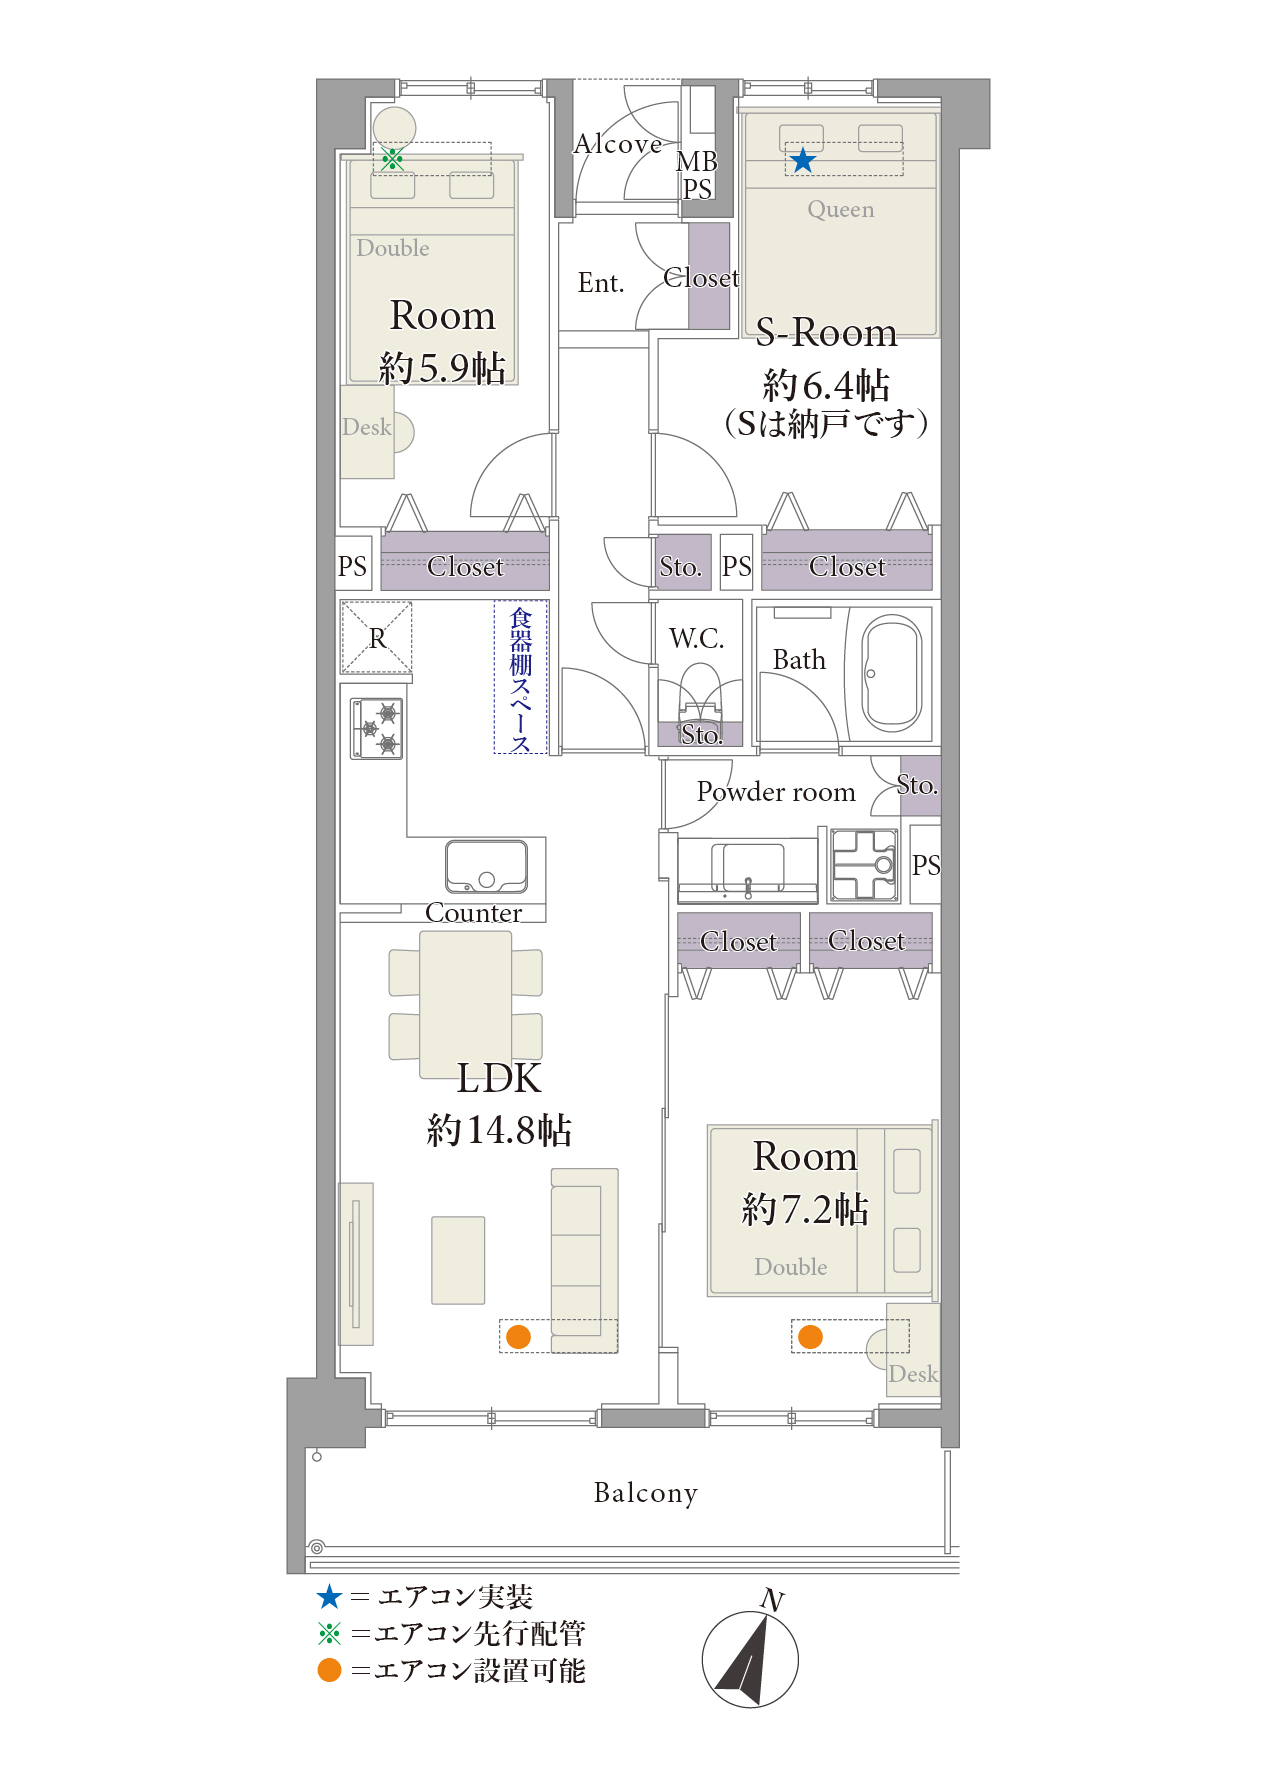 Alcove
MB
PS
※
★
Queen
Double
Ent.
Closet
Room
約5.9帖
S-Room
約6.4帖
（Sは納戸です）
Desk
PS
Closet
Sto.
PS
Closet
R
食器棚スペース
W.C.
Bath
Sto.
Powder room
Sto.
PS
Counter
Closet
Closet
LDK
約14.8帖
Room
約7.2帖
Double
Desk
Balcony
★＝エアコン実装
※＝エアコン先行配管
●＝エアコン設置可能
N